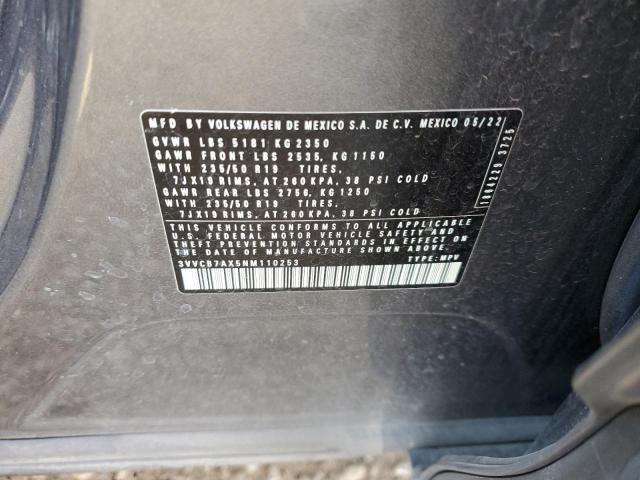 MFD BY VOLKSWAGEN DE MEXICO S.A. DE C.V. MEXICO 05/22
GVWR LBS 5181 KG 2350
GAWR FRONT LBS 2535, KG 1150
WITH 235/50 R19 TIRES,
7JX19 RIMS, AT 260 KPA, 38 PSI COLD
GAWR REAR LBS 2756, KG 1250
WITH 235/50 R19 TIRES,
7JX19 RIMS, AT 260 KPA, 38 PSI COLD
THIS VEHICLE CONFORMS TO ALL APPLICABLE
U.S. FEDERAL MOTOR VEHICLE SAFETY AND
THEFT PREVENTION STANDARDS IN EFFECT ON
THE DATE OF MANUFACTURE SHOWN ABOVE.
3VVCB7AX5NM110253 TYPE: MPV
3725